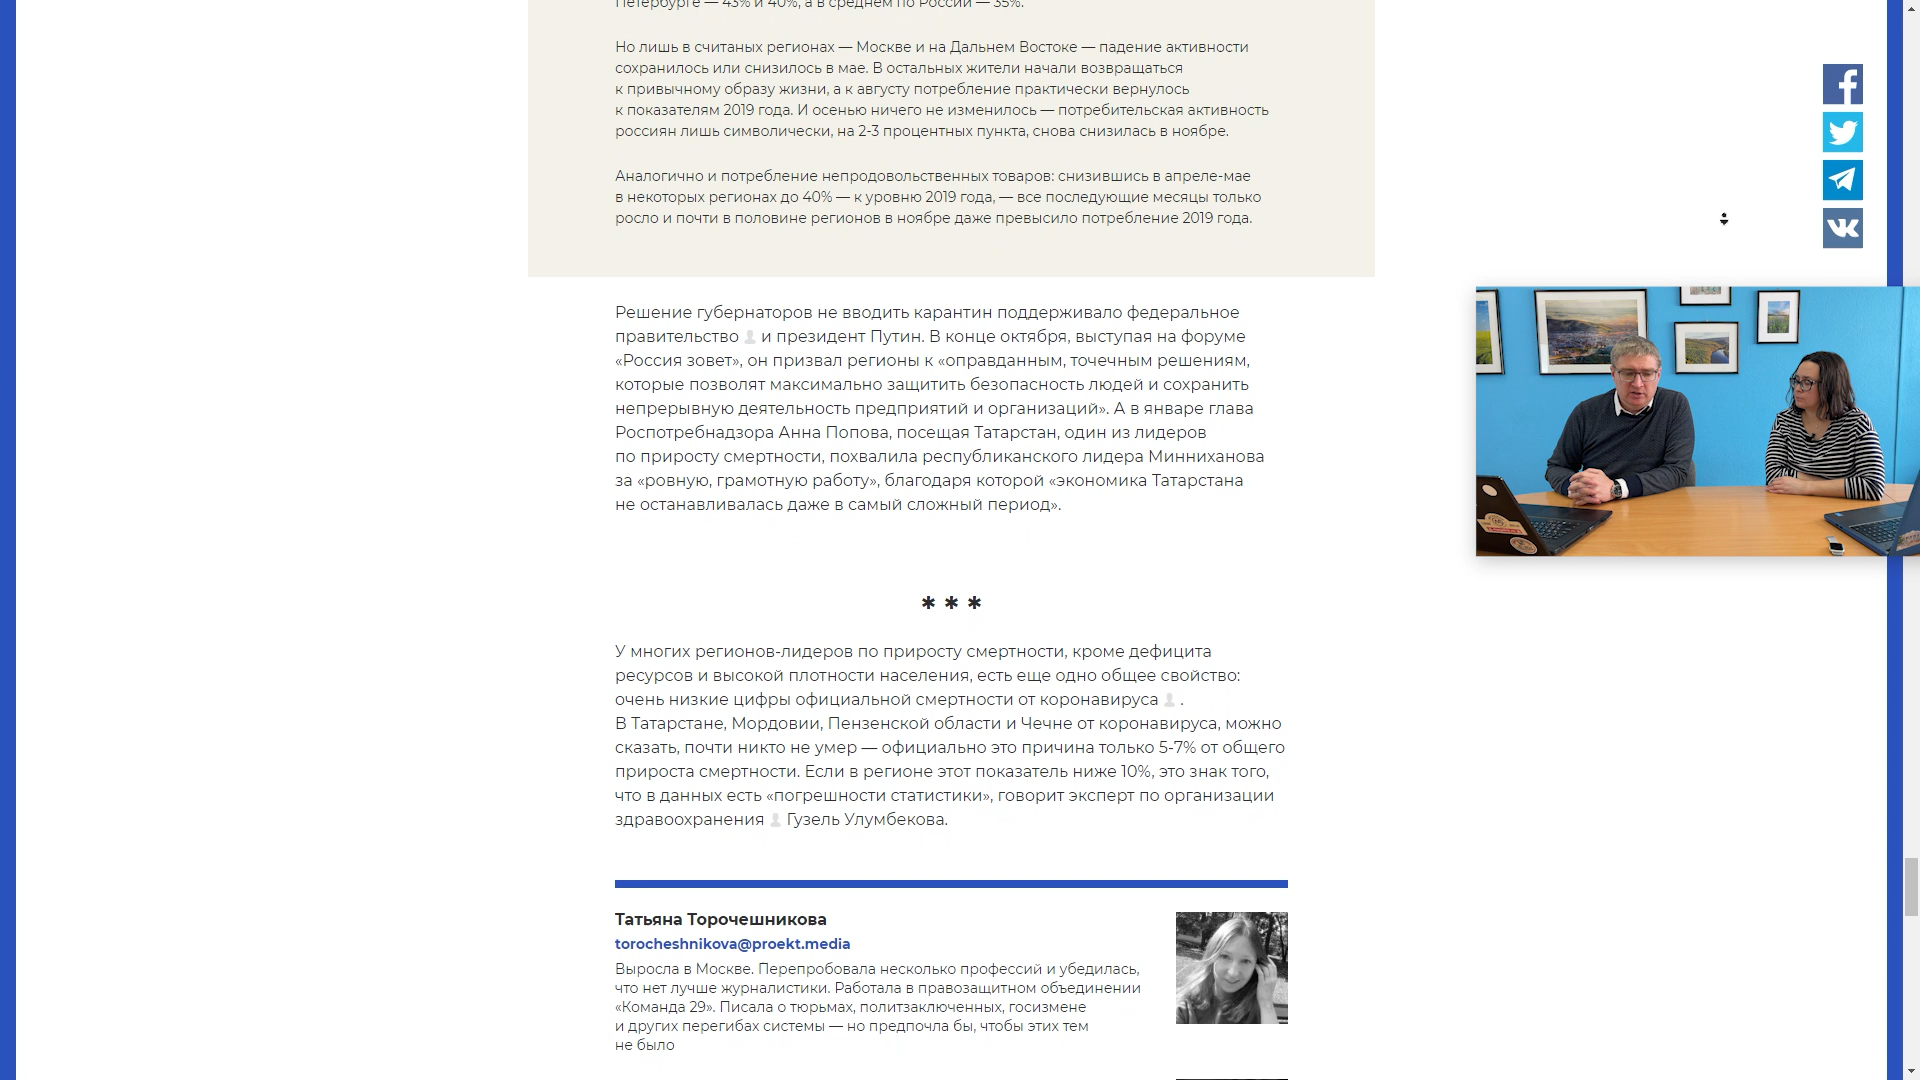 Петербурге — 43% и 40%, а в среднем по России — 35%.
Но лишь в считаных регионах — Москве и на Дальнем Востоке — падение активности
сохранилось или снизилось в мае. В остальных жители начали возвращаться
к привычному образу жизни, а к августу потребление практически вернулось
к показателям 2019 года. И осенью ничего не изменилось — потребительская активность
россиян лишь символически, на 2-3 процентных пункта, снова снизилась в ноябре.
Аналогично и потребление непродовольственных товаров: снизившись в апреле-мае
в некоторых регионах до 40% — к уровню 2019 года, — все последующие месяцы только
росло и почти в половине регионов в ноябре даже превысило потребление 2019 года.
Решение губернаторов не вводить карантин поддерживало федеральное
правительство и президент Путин. В конце октября, выступая на форуме
«Россия зовет», он призвал регионы к «оправданным, точечным решениям,
которые позволят максимально защитить безопасность людей и сохранить
непрерывную деятельность предприятий и организаций». А в январе глава
Роспотребнадзора Анна Попова, посещая Татарстан, один из лидеров
по приросту смертности, похвалила республиканского лидера Минниханова
за «ровную, грамотную работу», благодаря которой «экономика Татарстана
не останавливалась даже в самый сложный период».
* * *
У многих регионов-лидеров по приросту смертности, кроме дефицита
ресурсов и высокой плотности населения, есть еще одно общее свойство:
очень низкие цифры официальной смертности от коронавируса .
В Татарстане, Мордовии, Пензенской области и Чечне от коронавируса, можно
сказать, почти никто не умер — официально это причина только 5-7% от общего
прироста смертности. Если в регионе этот показатель ниже 10%, это знак того,
что в данных есть «погрешности статистики», говорит эксперт по организации
здравоохранения Гузель Улумбекова.
Татьяна Торочешникова
torocheshnikova@proekt.media
Выросла в Москве. Перепробовала несколько профессий и убедилась,
что нет лучше журналистики. Работала в правозащитном объединении
«Команда 29». Писала о тюрьмах, политзаключенных, госизмене
и других перегибах системы — но предпочла бы, чтобы этих тем
не было